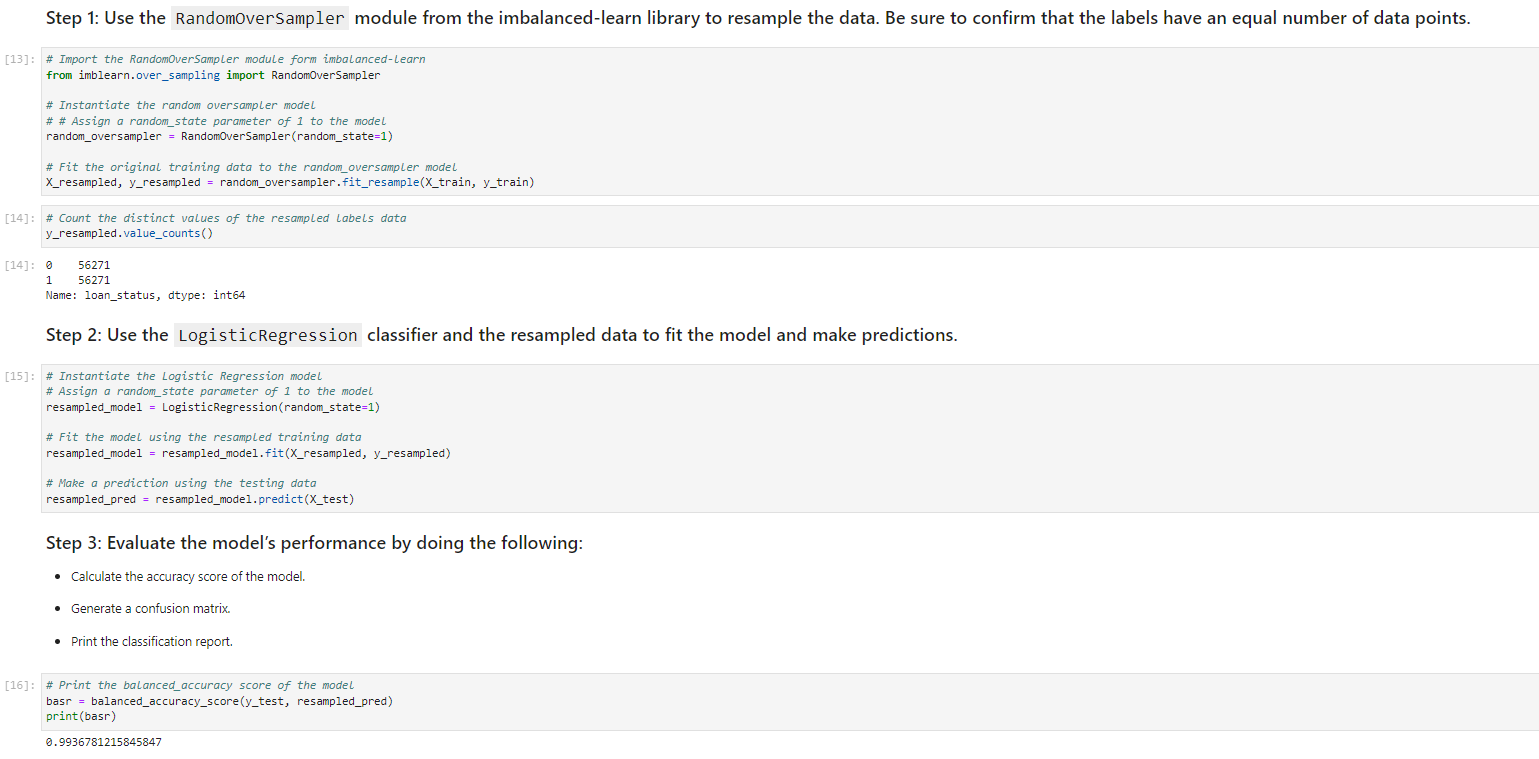 Step 1: Use the RandomOverSampler module from the imbalanced-learn library to resample the data. Be sure to confirm that the labels have an equal number of data points.
[13]: # Import the RandomOverSampler module form imbalanced-learn
from imblearn.over_sampling import RandomOverSampler
# Instantiate the random oversampler model
# # Assign a random_state parameter of 1 to the model
random_oversampler = RandomOverSampler(random_state=1)
# Fit the original training data to the random_oversampler model
X_resampled, y_resampled = random_oversampler.fit_resample(X_train, y_train)
[14]: # Count the distinct values of the resampled labels data
y_resampled.value_counts()
[14]: 0    56271
1    56271
Name: loan_status, dtype: int64
Step 2: Use the LogisticRegression classifier and the resampled data to fit the model and make predictions.
[15]: # Instantiate the Logistic Regression model
# Assign a random_state parameter of 1 to the model
resampled_model = LogisticRegression(random_state=1)
# Fit the model using the resampled training data
resampled_model = resampled_model.fit(X_resampled, y_resampled)
# Make a prediction using the testing data
resampled_pred = resampled_model.predict(X_test)
Step 3: Evaluate the model's performance by doing the following:
• Calculate the accuracy score of the model.
• Generate a confusion matrix.
• Print the classification report.
[16]: # Print the balanced_accuracy score of the model
basr = balanced_accuracy_score(y_test, resampled_pred)
print(basr)
0.9936781215845847